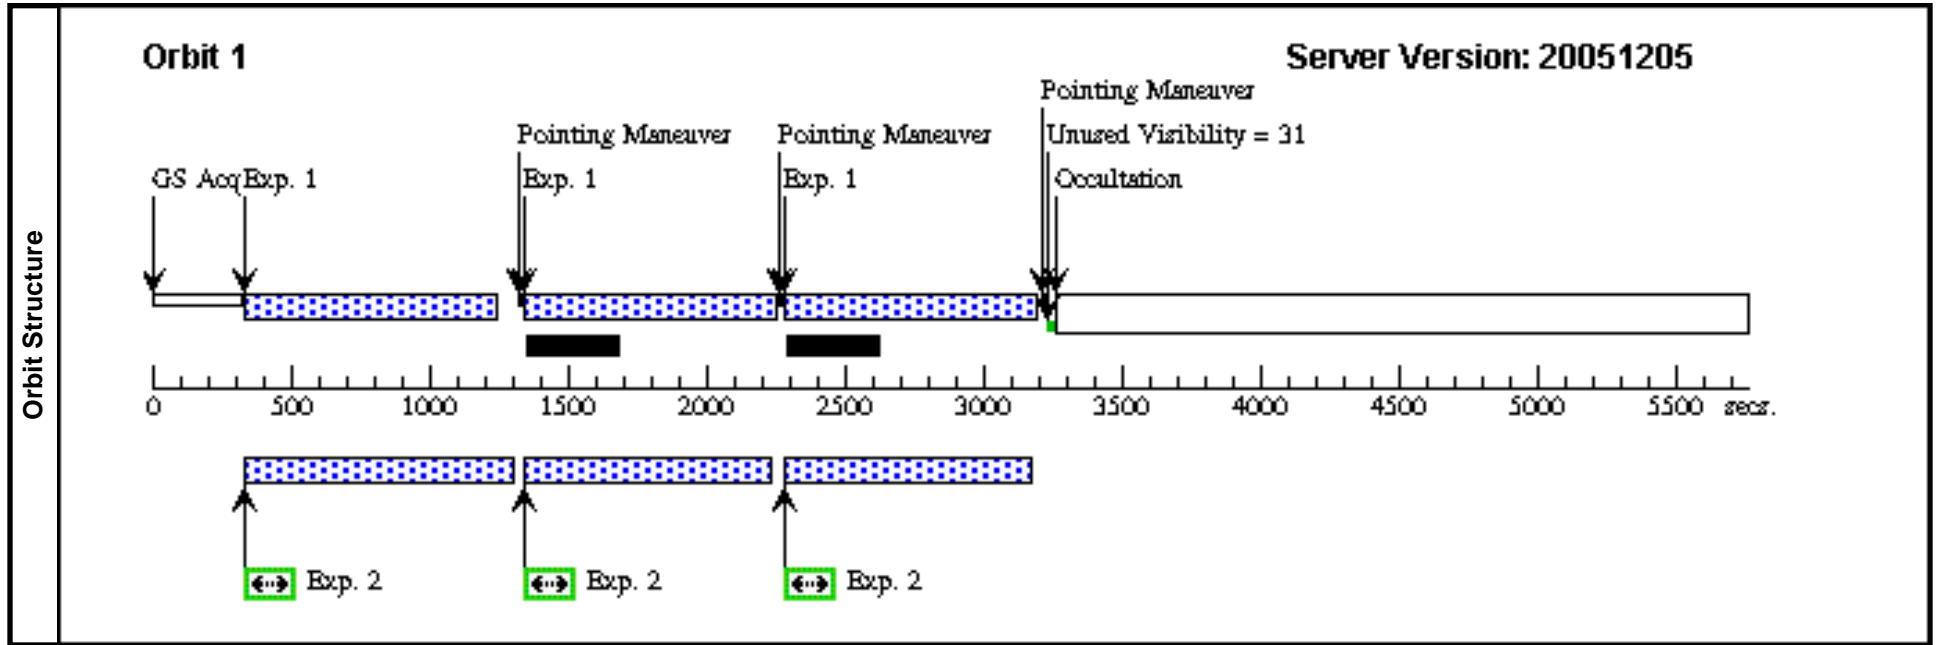 Orbit Structure
Orbit 1
Server Version: 20051205
Pointing Maneuver
Pointing Maneuver
Pointing Maneuver
Unused Visibility = 31
GS Acq
Exp. 1
Exp. 1
Exp. 1
Occultation
0 500 1000 1500 2000 2500 3000 3500 4000 4500 5000 5500 secs.
Exp. 2
Exp. 2
Exp. 2